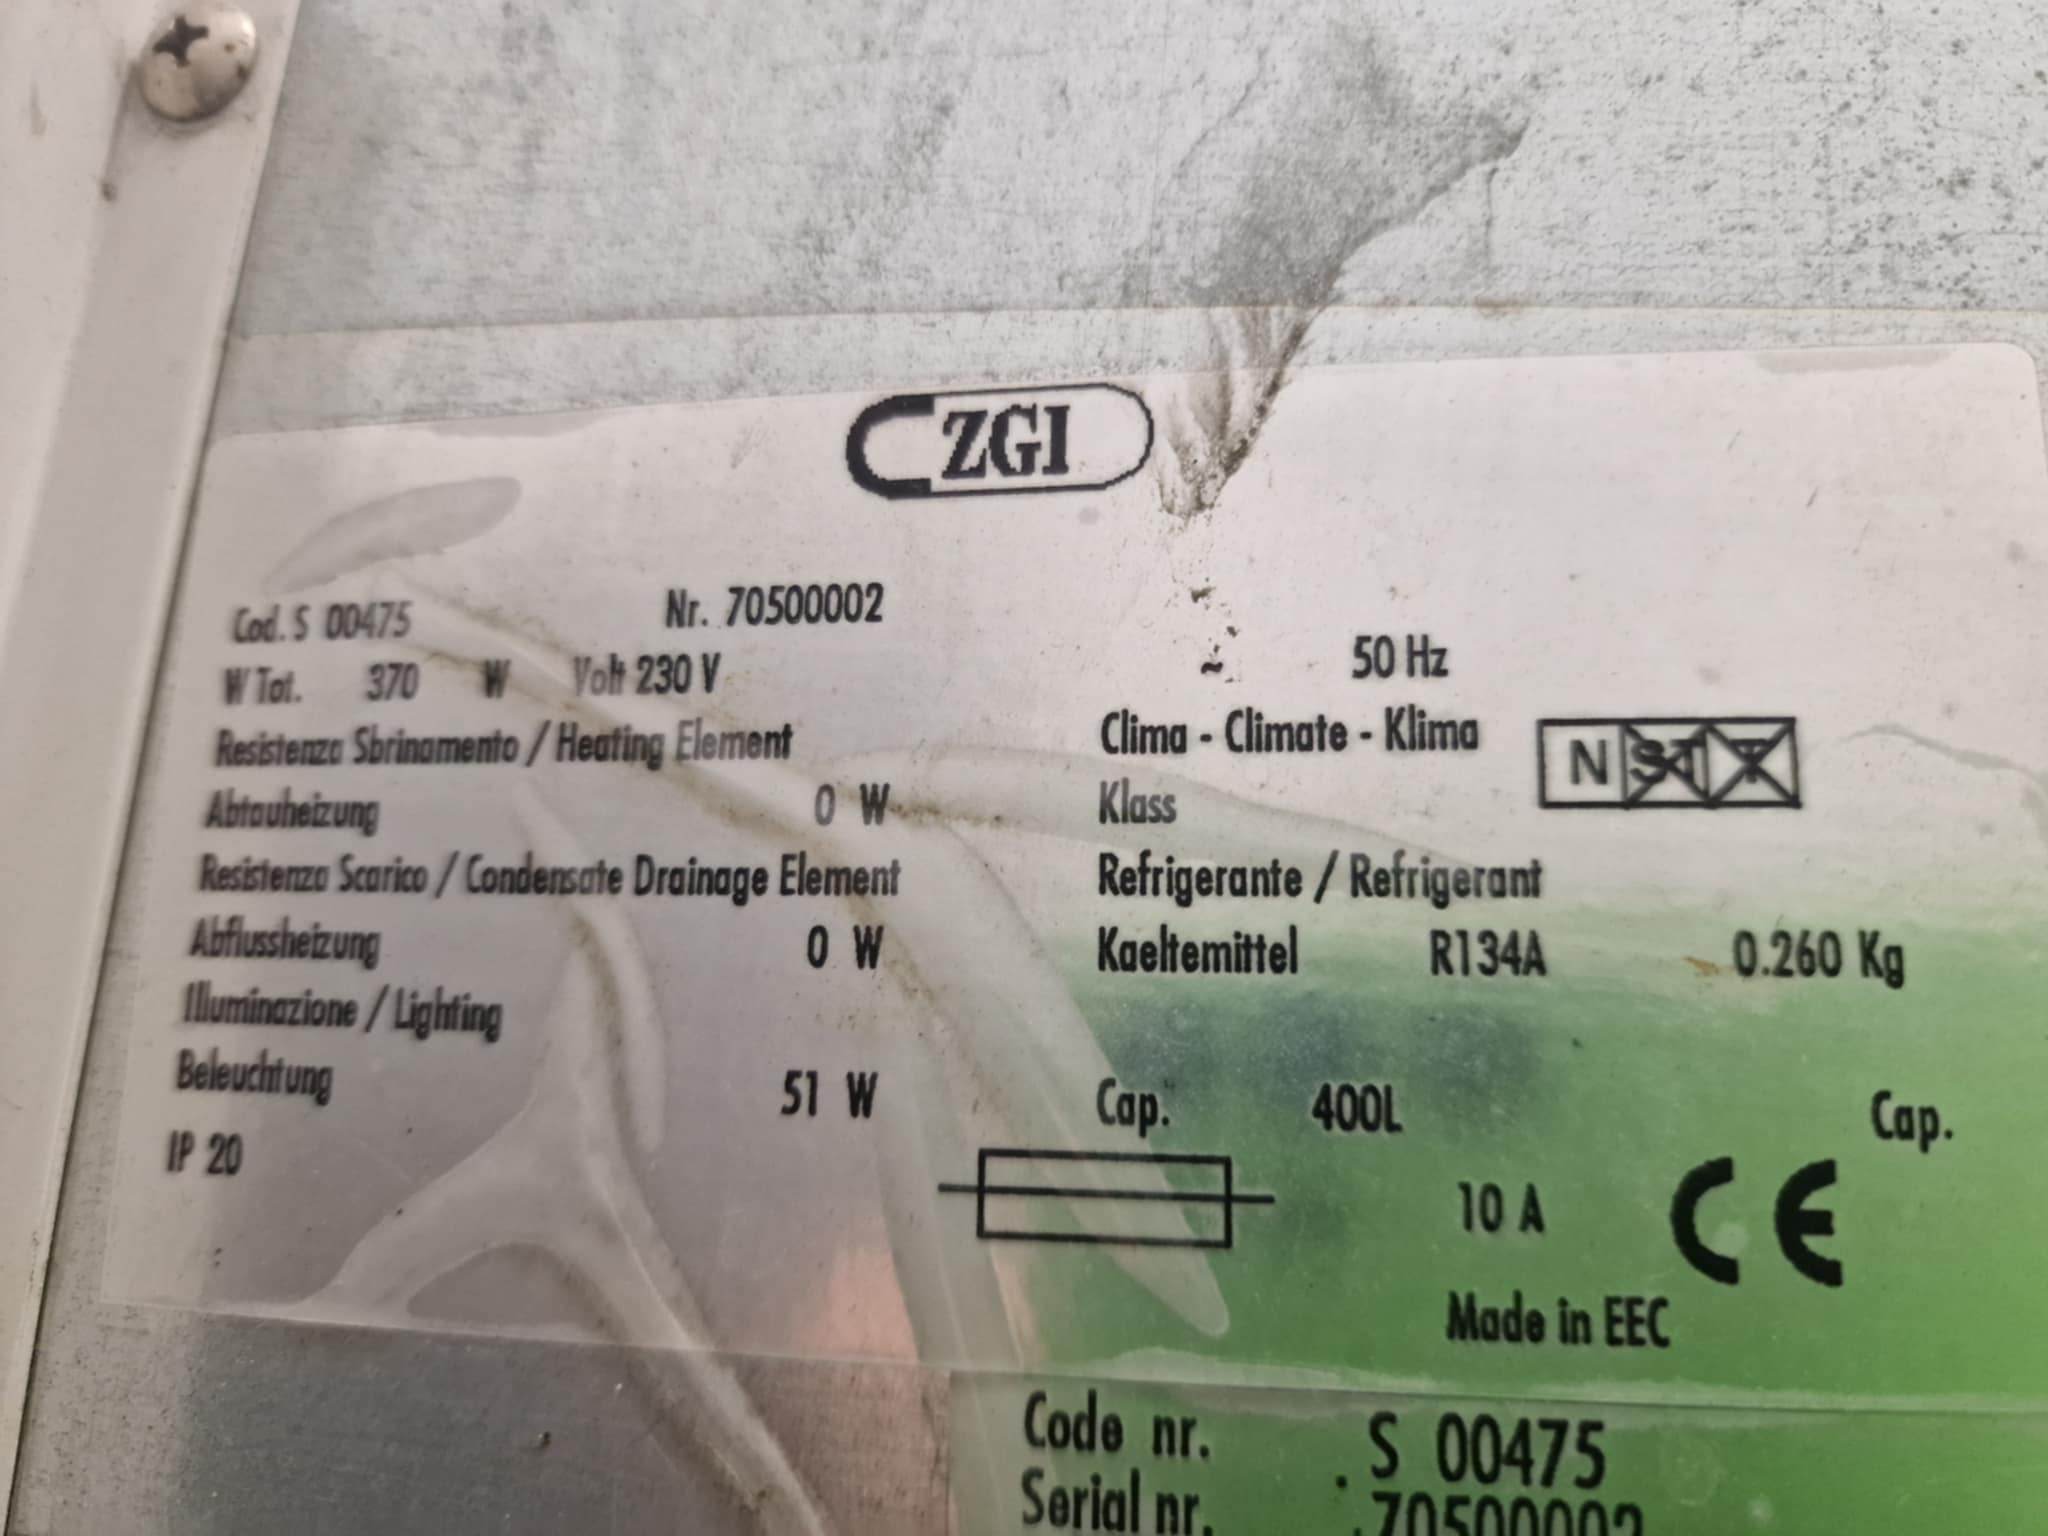 ZGI
Cod. S 00475 Nr. 70500002
W Tot. 370 W Volt 230 V ~ 50 Hz
Resistenza Sbrinamento / Heating Element
Abtauheizung 0 W
Resistenza Scarico / Condensate Drainage Element
Abflussheizung 0 W
Illuminazione / Lighting
Beleuchtung 51 W
IP 20
Clima - Climate - Klima N ST T
Klass
Refrigerante / Refrigerant
Kaeltemittel R134A 0.260 Kg
Cap. 400L Cap.
10 A CE
Made in EEC
Code nr. . S 00475
Serial nr. . 70500002